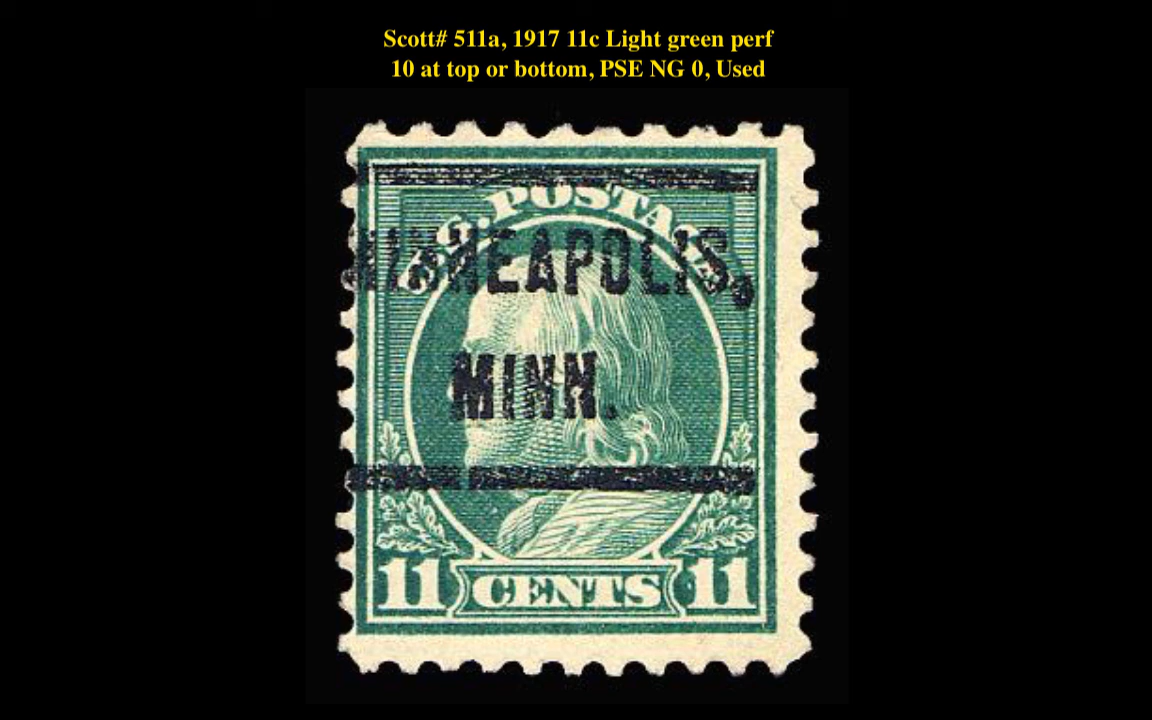 Scott# 511a, 1917 11c Light green perf
10 at top or bottom, PSE NG 0, Used
U.S. POSTAGE
MINNEAPOLIS,
MINN.
11 CENTS 11